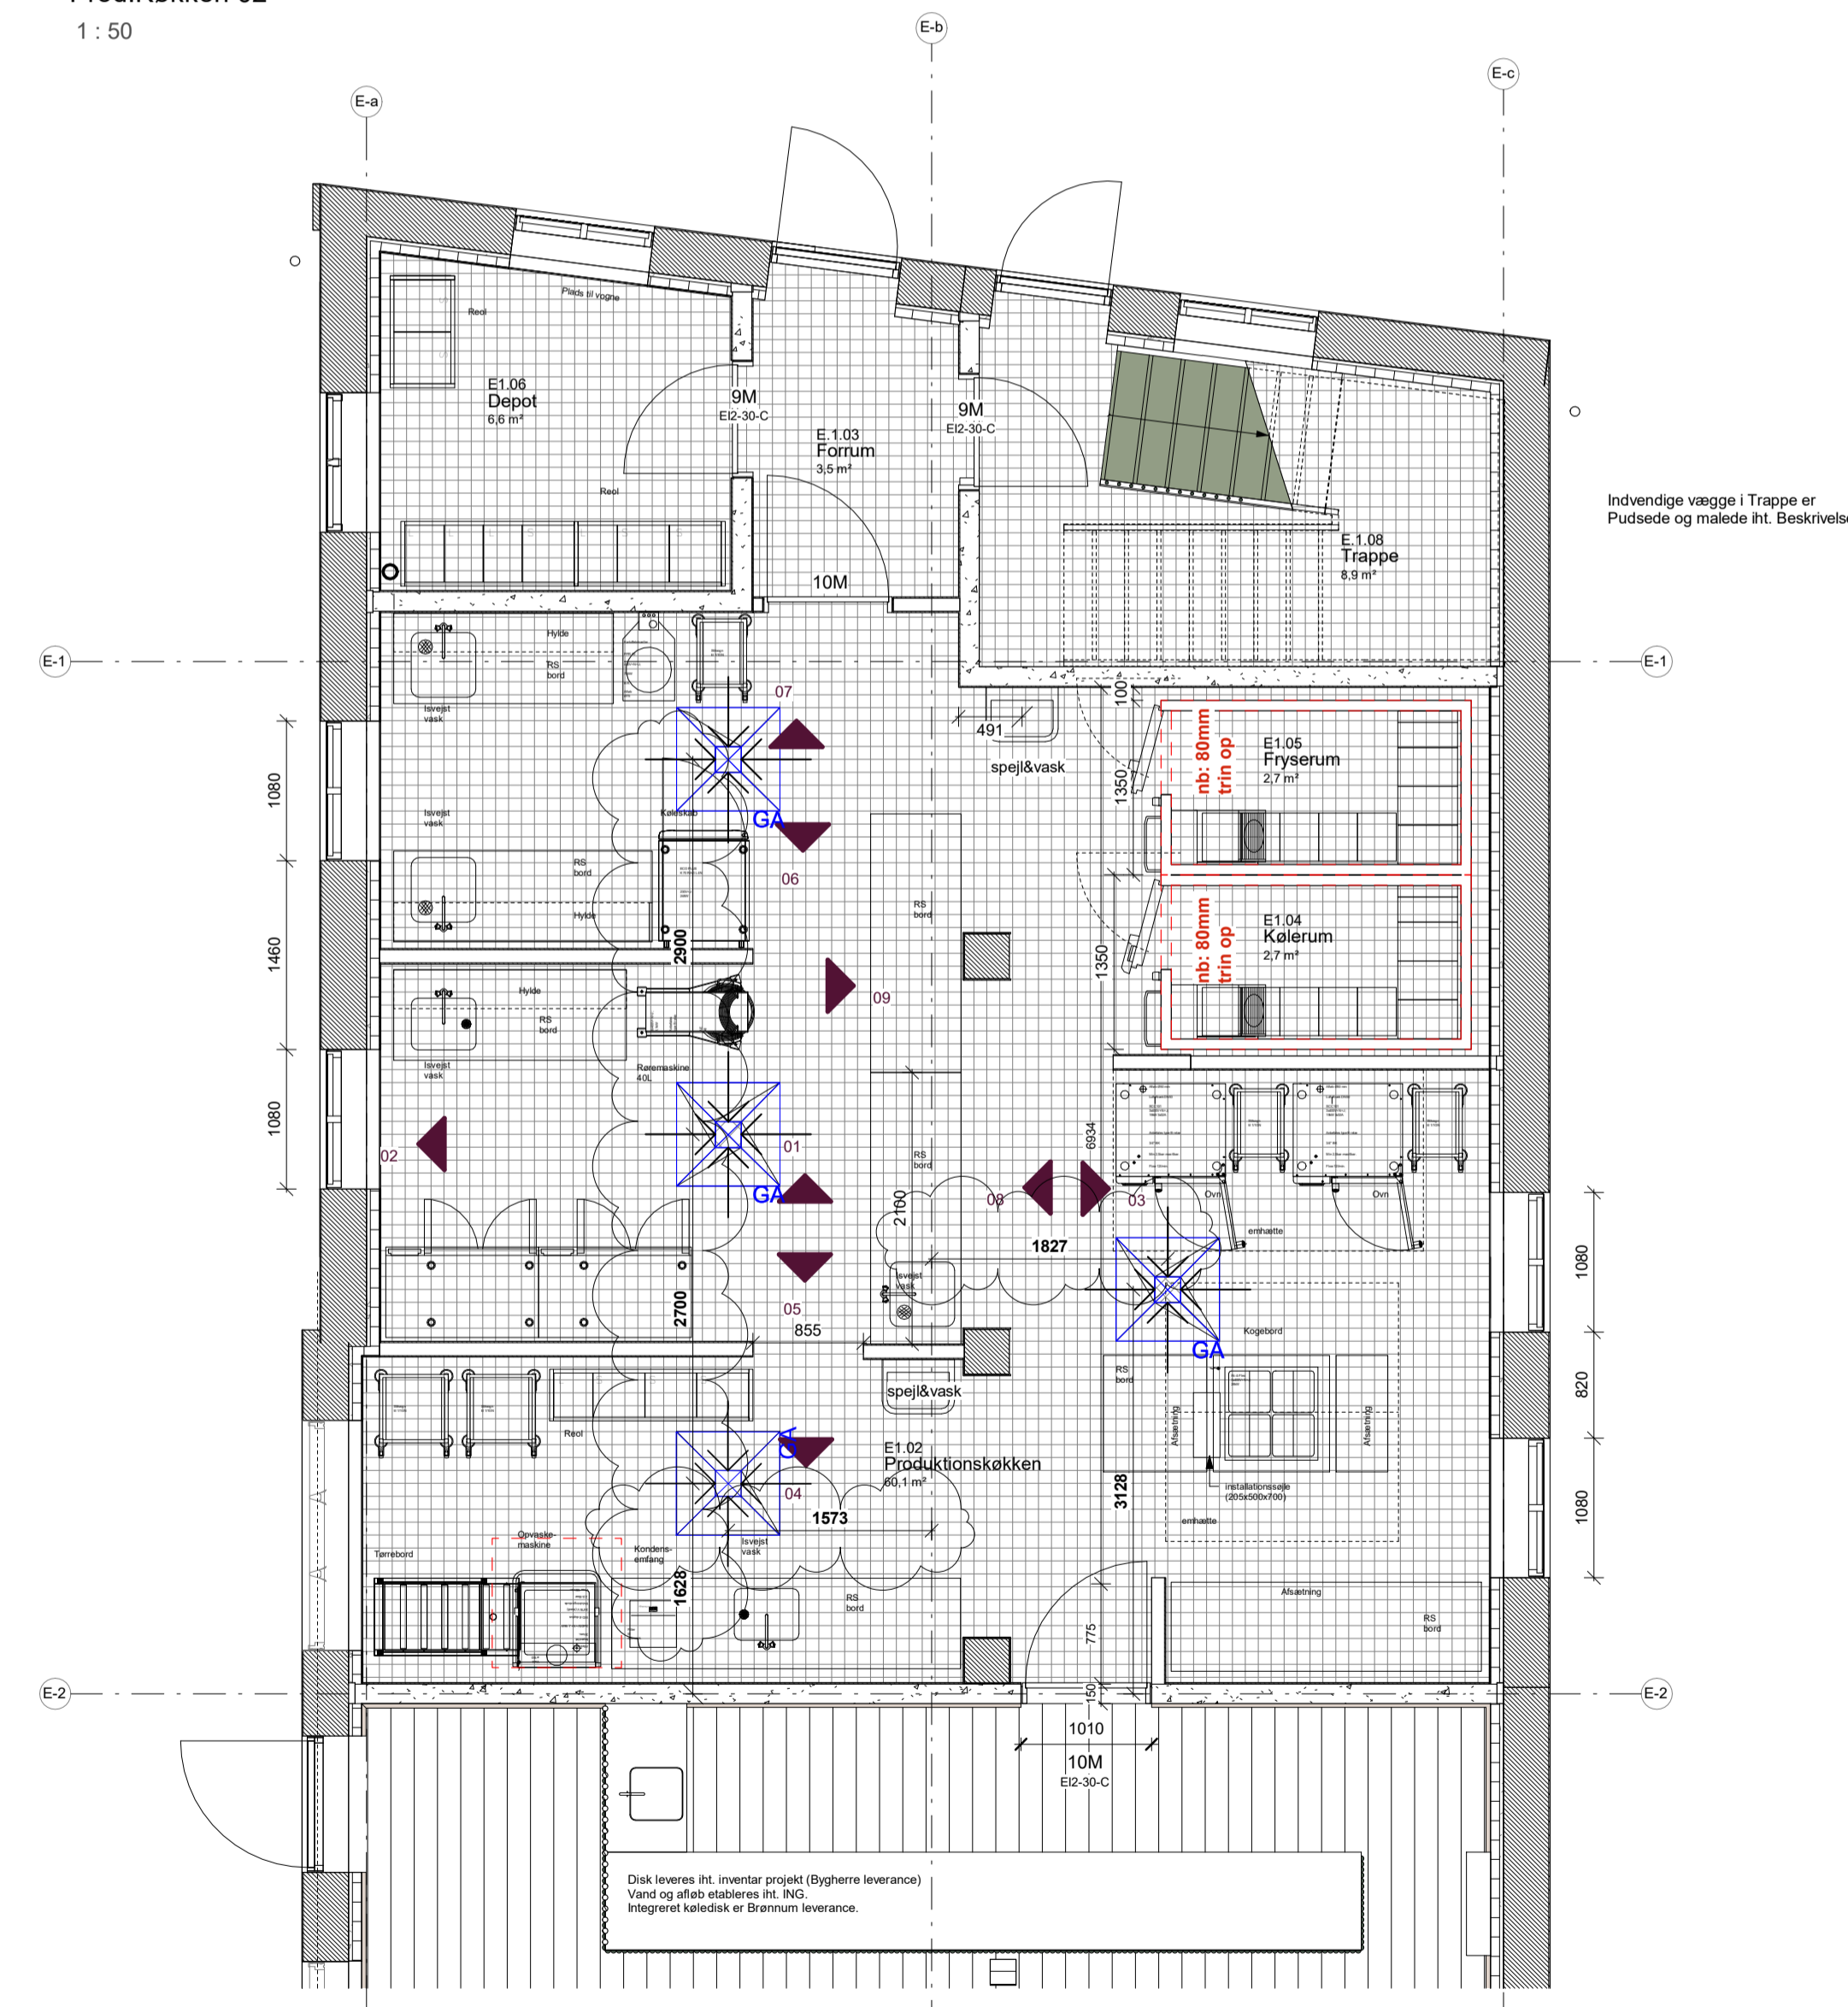 1 : 50
E-b
E-c
E-a
Plads til vogne
Reol
E1.06
Depot
6,6 m²
9M
EI2-30-C
E.1.03
Forrum
3,5 m²
9M
EI2-30-C
Reol
Indvendige vægge i Trappe er
Pudsede og malede iht.
E.1.08
Trappe
8,9 m²
10M
Hylde
RS
bord
Isvejst
vask
E-1
E-1
07
100
491
spejl&vask
1350
nb: 80mm
trin op
E1.05
Fryserum
2,7 m²
1080
Isvejst
vask
Køleskab
GA
06
RS
bord
Hylde
RS
bord
2900
1460
1350
nb: 80mm
trin op
E1.04
Kølerum
2,7 m²
09
Hylde
RS
bord
Isvejst
vask
Røremaskine
40L
1080
02
01
GA
RS
bord
2100
6934
08
03
Ovn
Ovn
emhætte
1827
1080
Isvejst
vask
2700
05
855
Kogebord
GA
RS
bord
spejl&vask
820
Afsætning
Afsætning
Reol
GA
E1.02
Produktionskøkken
60,1 m²
04
1573
3128
installationssøjle
(205x500x700)
emhætte
1080
Opvaske-
maskine
Tørrebord
Kondens-
emfang
Isvejst
vask
1628
RS
bord
775
Afsætning
RS
bord
E-2
E-2
150
1010
10M
EI2-30-C
Disk leveres iht. inventar projekt (Bygherre leverance)
Vand og afløb etableres iht. ING.
Integreret køledisk er Brønnum leverance.